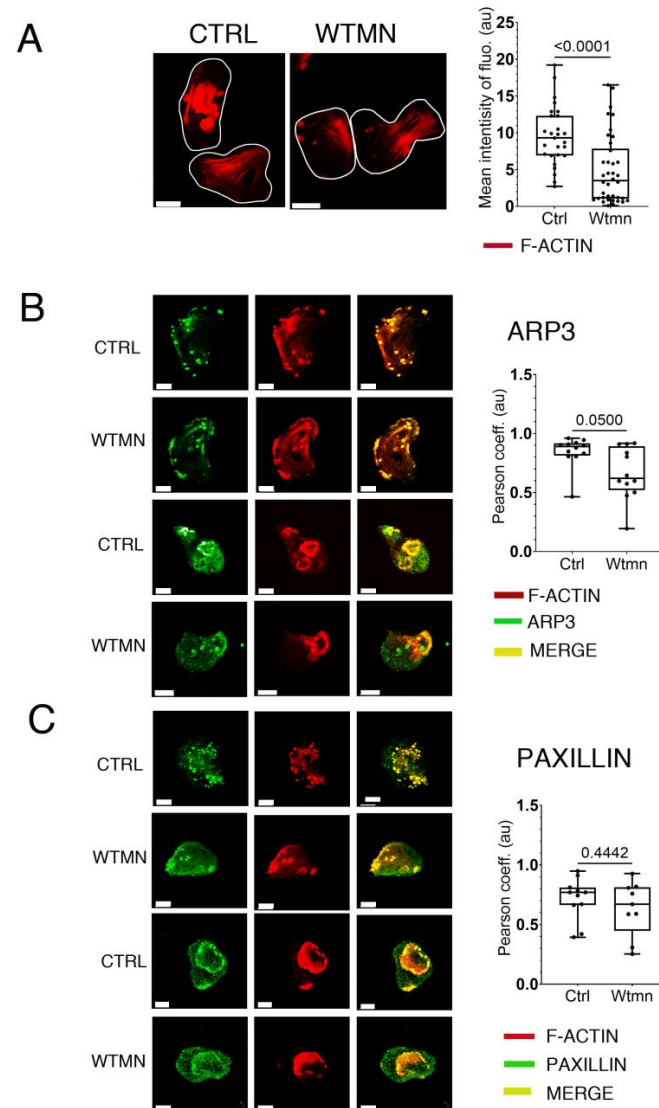 A
CTRL
WTMN
Mean intentisity of fluo. (au)
25
20
15
10
5
0
<0.0001
Ctrl
Wtmn
F-ACTIN
B
CTRL
WTMN
CTRL
WTMN
ARP3
Pearson coeff. (au)
1.5
1.0
0.5
0.0
0.0500
Ctrl
Wtmn
F-ACTIN
ARP3
MERGE
C
CTRL
WTMN
CTRL
WTMN
PAXILLIN
Pearson coeff. (au)
1.5
1.0
0.5
0.0
0.4442
Ctrl
Wtmn
F-ACTIN
PAXILLIN
MERGE